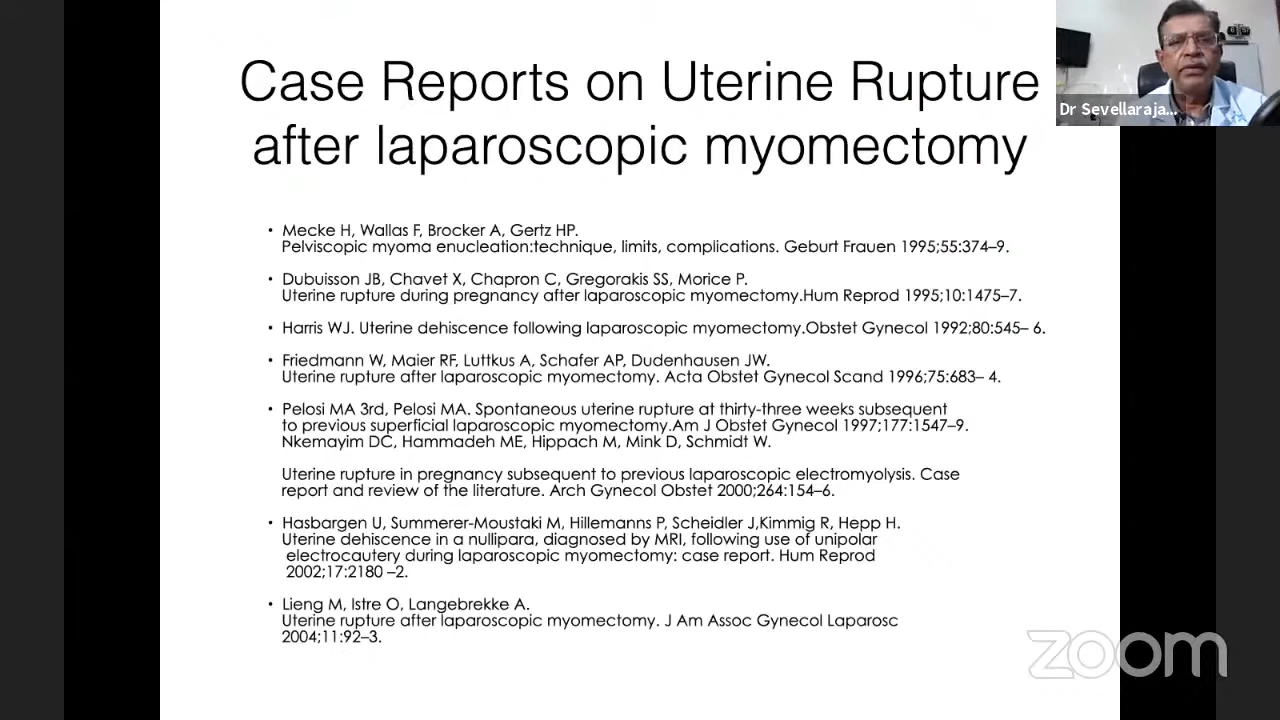 Case Reports on Uterine Rupture
after laparoscopic myomectomy
Dr Sevellaraja...
• Mecke H, Wallas F, Brocker A, Gertz HP.
Pelviscopic myoma enucleation:technique, limits, complications. Geburt Frauen 1995;55:374–9.
• Dubuisson JB, Chavet X, Chapron C, Gregorakis SS, Morice P.
Uterine rupture during pregnancy after laparoscopic myomectomy.Hum Reprod 1995;10:1475–7.
• Harris WJ. Uterine dehiscence following laparoscopic myomectomy.Obstet Gynecol 1992;80:545– 6.
• Friedmann W, Maier RF, Luttkus A, Schafer AP, Dudenhausen JW.
Uterine rupture after laparoscopic myomectomy. Acta Obstet Gynecol Scand 1996;75:683– 4.
• Pelosi MA 3rd, Pelosi MA. Spontaneous uterine rupture at thirty-three weeks subsequent
to previous superficial laparoscopic myomectomy.Am J Obstet Gynecol 1997;177:1547–9.
Nkemayim DC, Hammadeh ME, Hippach M, Mink D, Schmidt W.
Uterine rupture in pregnancy subsequent to previous laparoscopic electromyolysis. Case
report and review of the literature. Arch Gynecol Obstet 2000;264:154–6.
• Hasbargen U, Summerer-Moustaki M, Hillemanns P, Scheidler J,Kimmig R, Hepp H.
Uterine dehiscence in a nullipara, diagnosed by MRI, following use of unipolar
electrocautery during laparoscopic myomectomy: case report. Hum Reprod
2002;17:2180 –2.
• Lieng M, Istre O, Langebrekke A.
Uterine rupture after laparoscopic myomectomy. J Am Assoc Gynecol Laparosc
2004;11:92–3.
zoom